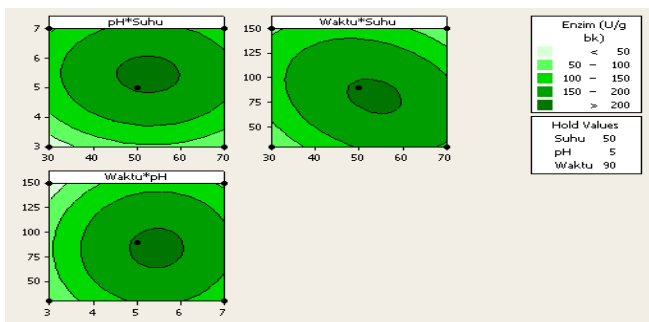 pH*Suhu
7
6
5
4
3
30 40 50 60 70
Waktu*Suhu
150
125
100
75
50
30 40 50 60 70
Waktu*pH
150
125
100
75
50
3 4 5 6 7
Enzim (U/g
bk)
< 50
50 – 100
100 – 150
150 – 200
> 200
Hold Values
Suhu 50
pH 5
Waktu 90